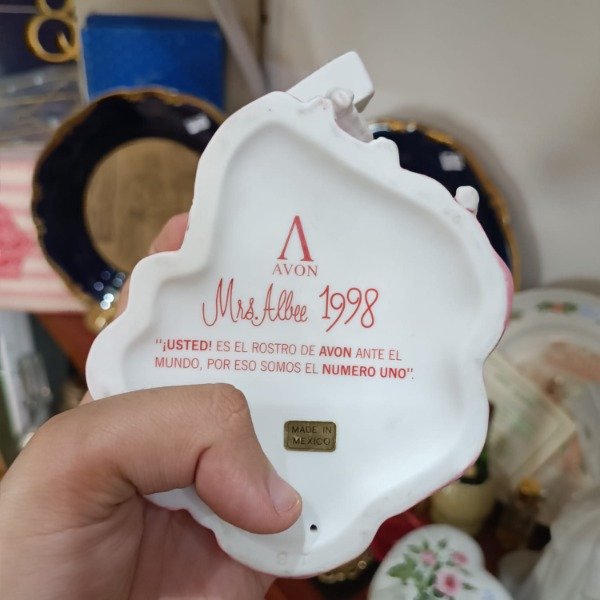 AVON
Mrs. Albee 1998
"¡USTED! ES EL ROSTRO DE AVON ANTE EL
MUNDO, POR ESO SOMOS EL NUMERO UNO".
MADE IN
MEXICO